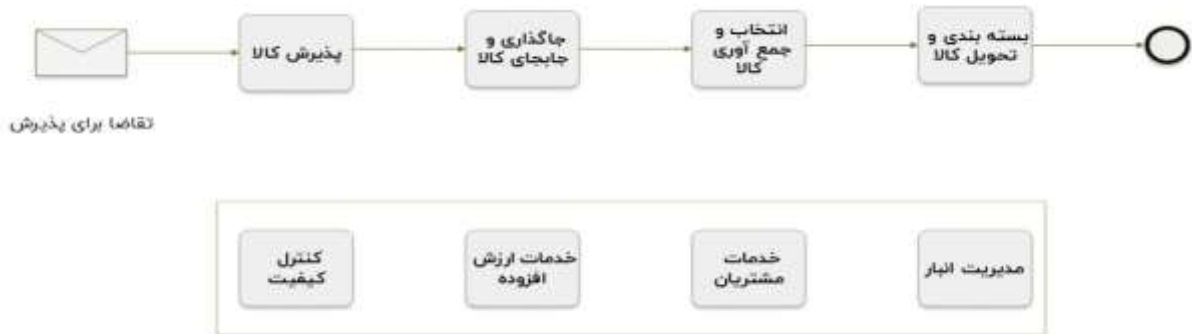 پذیرش کالا
جاگذاری و
جابجای کالا
انتخاب و
جمع آوری
کالا
بسته بندی و
تحویل کالا
تقاضا برای پذیرش
کنترل
کیفیت
خدمات ارزش
افزوده
خدمات
مشتریان
مدیریت انبار